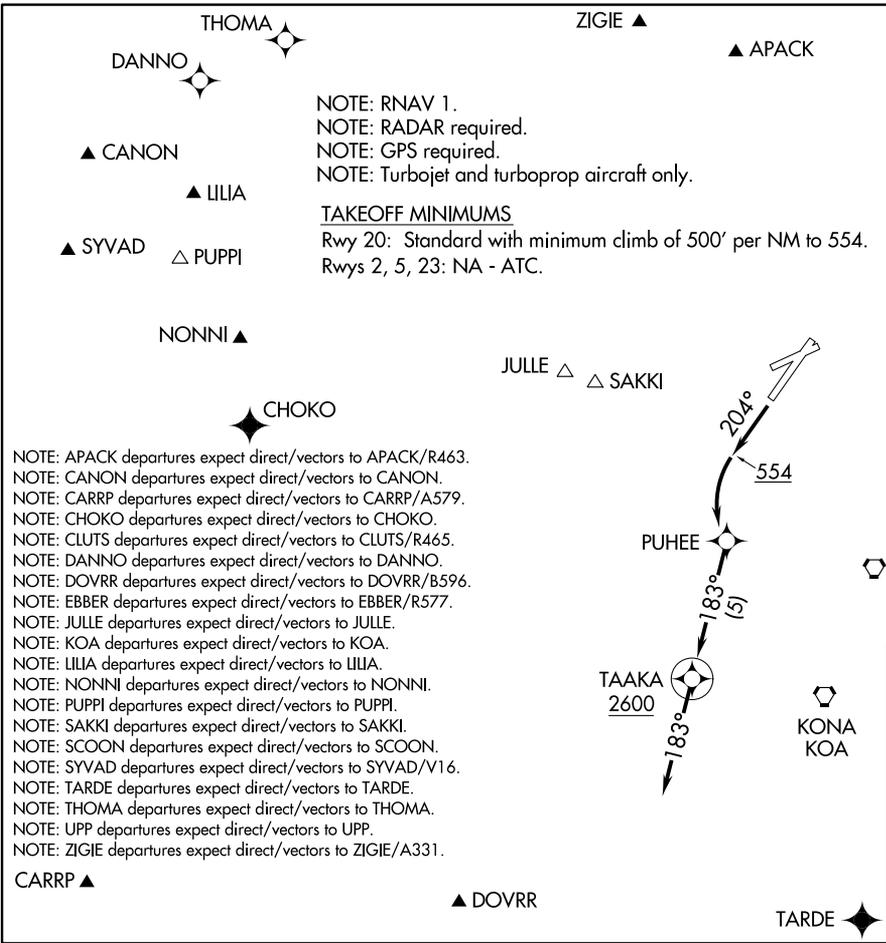 THOMA
ZIGIE
APACK
DANNO
NOTE: RNAV 1.
NOTE: RADAR required.
NOTE: GPS required.
NOTE: Turbojet and turboprop aircraft only.
CANON
LILIA
TAKEOFF MINIMUMS
Rwy 20: Standard with minimum climb of 500' per NM to 554.
Rwys 2, 5, 23: NA - ATC.
SYVAD
PUPPI
NONNI
JULLE
SAKKI
CHOKO
204°
554
NOTE: APACK departures expect direct/vectors to APACK/R463.
NOTE: CANON departures expect direct/vectors to CANON.
NOTE: CARRP departures expect direct/vectors to CARRP/A579.
NOTE: CHOKO departures expect direct/vectors to CHOKO.
NOTE: CLUTS departures expect direct/vectors to CLUTS/R465.
NOTE: DANNO departures expect direct/vectors to DANNO.
NOTE: DOVRR departures expect direct/vectors to DOVRR/B596.
NOTE: EBBER departures expect direct/vectors to EBBER/R577.
NOTE: JULLE departures expect direct/vectors to JULLE.
NOTE: KOA departures expect direct/vectors to KOA.
NOTE: LILIA departures expect direct/vectors to LILIA.
NOTE: NONNI departures expect direct/vectors to NONNI.
NOTE: PUPPI departures expect direct/vectors to PUPPI.
NOTE: SAKKI departures expect direct/vectors to SAKKI.
NOTE: SCOON departures expect direct/vectors to SCOON.
NOTE: SYVAD departures expect direct/vectors to SYVAD/V16.
NOTE: TARDE departures expect direct/vectors to TARDE.
NOTE: THOMA departures expect direct/vectors to THOMA.
NOTE: UPP departures expect direct/vectors to UPP.
NOTE: ZIGIE departures expect direct/vectors to ZIGIE/A331.
PUHEE
183°
(5)
TAAKA
2600
183°
KONA
KOA
CARRP
DOVRR
TARDE